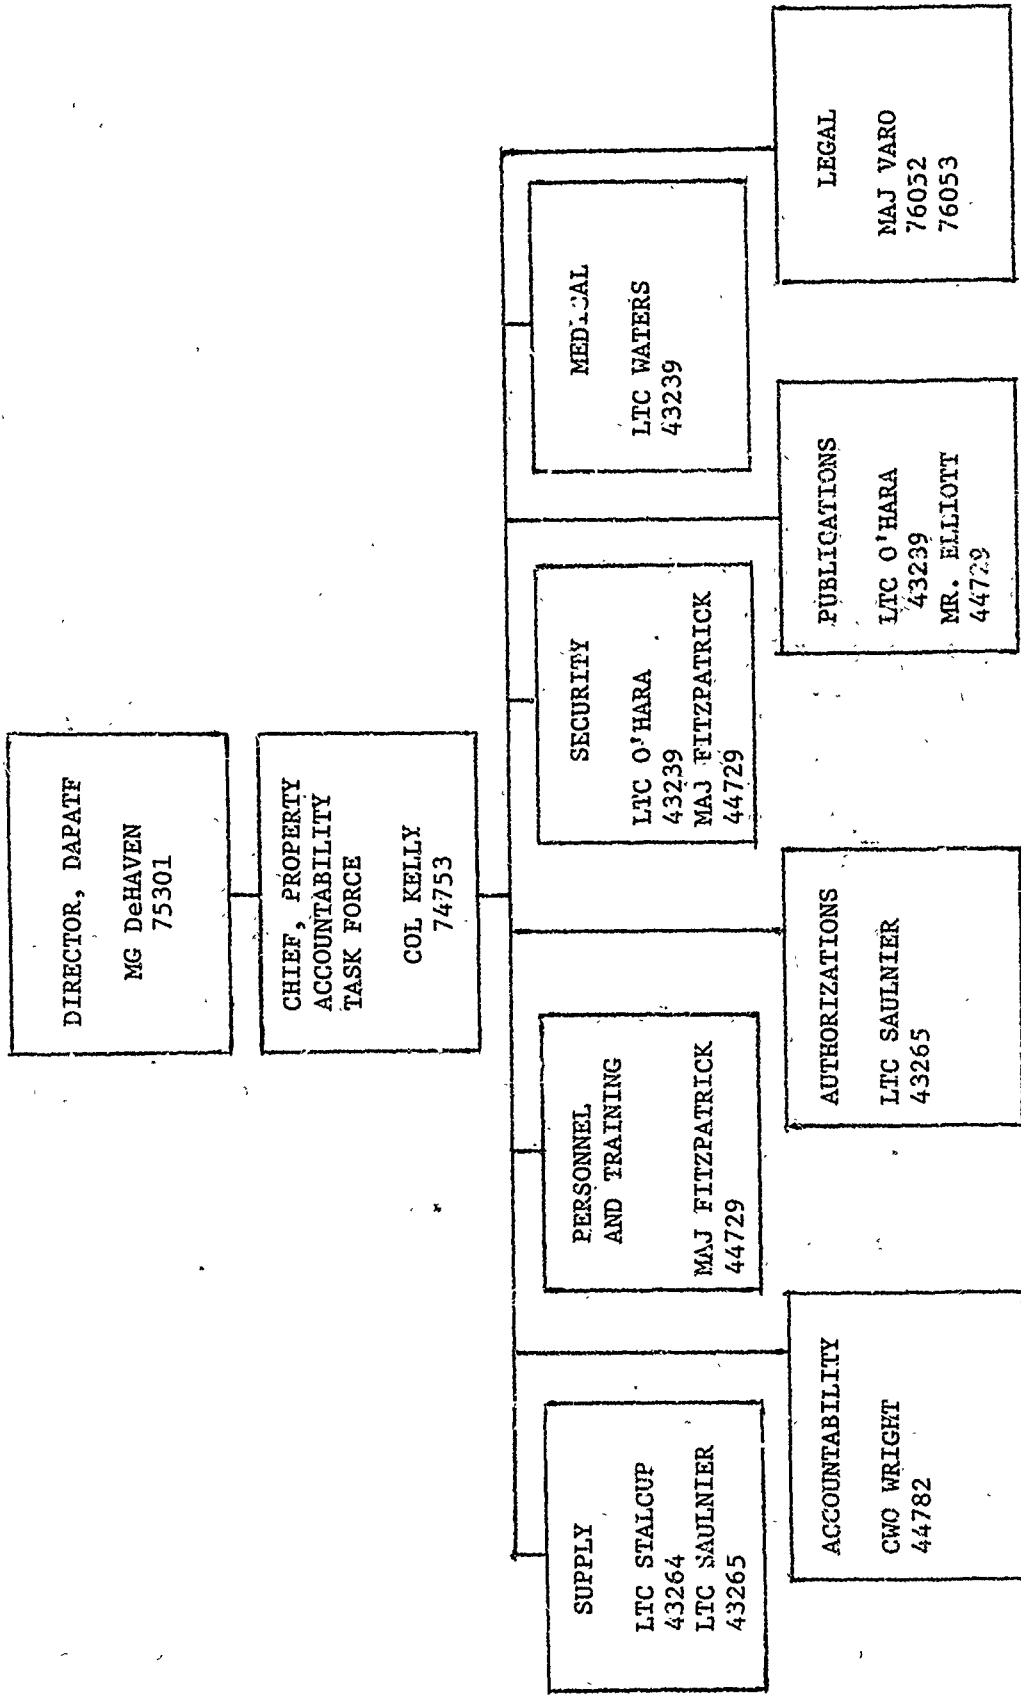 DIRECTOR, DAPATF
MG DeHAVEN
75301
CHIEF, PROPERTY
ACCOUNTABILITY
TASK FORCE
COL KELLY
74753
SUPPLY
LTC STALCUP
43264
LTC SAULNIER
43265
PERSONNEL
AND TRAINING
MAJ FITZPATRICK
44729
SECURITY
LTC O'HARA
43239
MAJ FITZPATRICK
44729
MEDICAL
LTC WATERS
43239
ACCOUNTABILITY
CWO WRIGHT
44782
AUTHORIZATIONS
LTC SAULNIER
43265
PUBLICATIONS
LTC O'HARA
43239
MR. ELLIOTT
44729
LEGAL
MAJ VARO
76052
76053